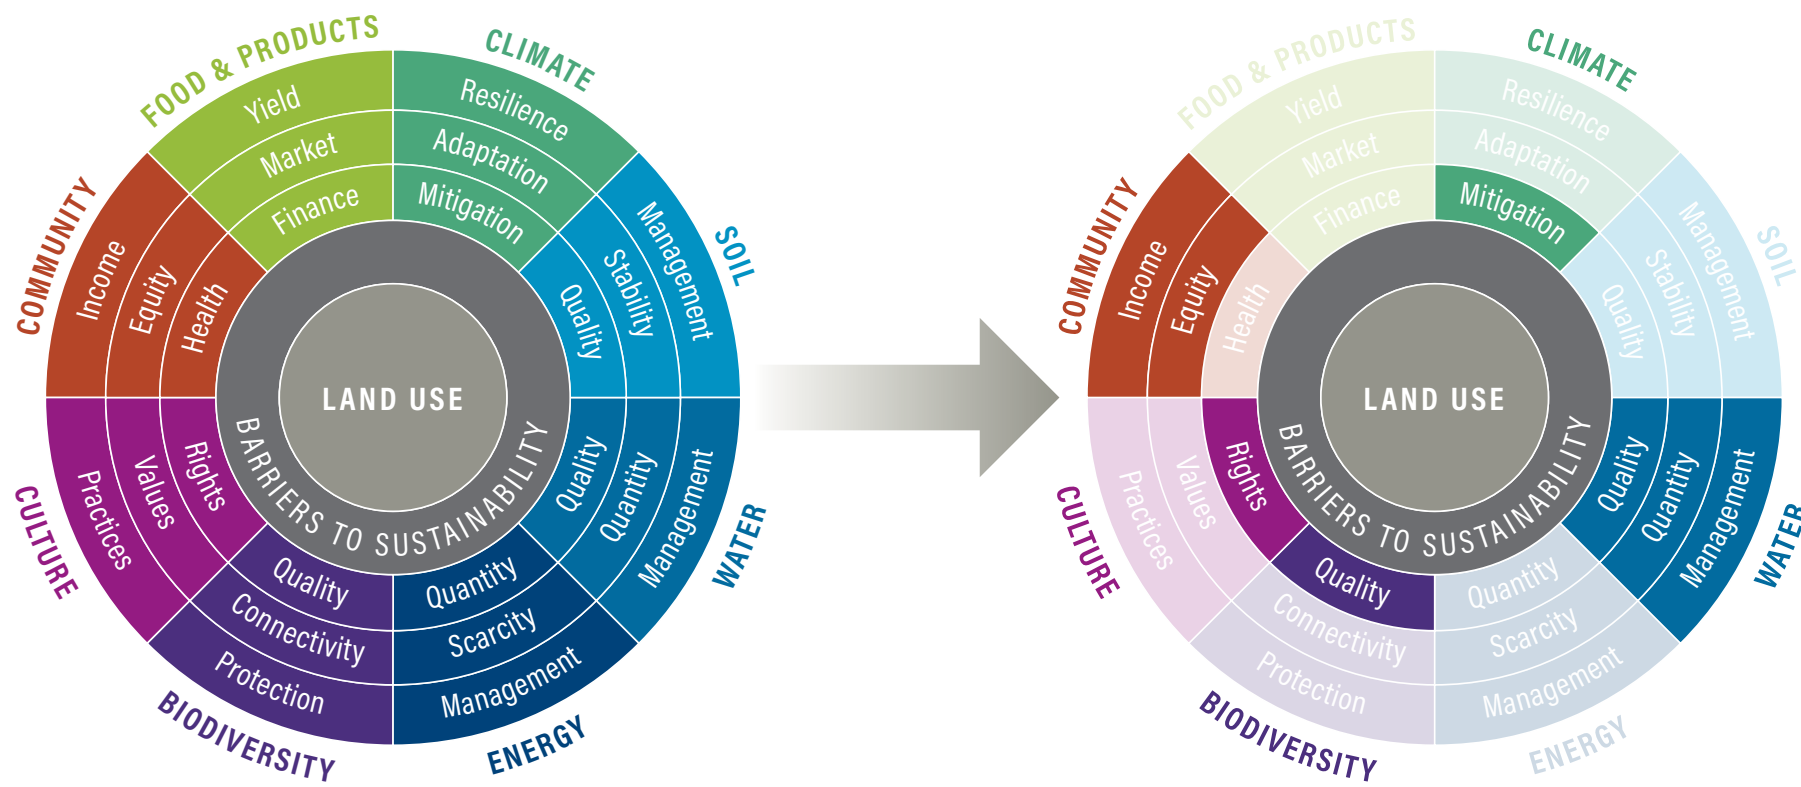 FOOD & PRODUCTS
Yield
Market
Finance
CLIMATE
Resilience
Adaptation
Mitigation
SOIL
Management
Stability
Quality
WATER
Quality
Quantity
Management
ENERGY
Quantity
Scarcity
Management
BIODIVERSITY
Quality
Connectivity
Protection
CULTURE
Practices
Values
Rights
COMMUNITY
Income
Equity
Health
LAND USE
BARRIERS TO SUSTAINABILITY
FOOD & PRODUCTS
Yield
Market
Finance
CLIMATE
Resilience
Adaptation
Mitigation
SOIL
Management
Stability
Quality
WATER
Quality
Quantity
Management
ENERGY
Quantity
Scarcity
Management
BIODIVERSITY
Quality
Connectivity
Protection
CULTURE
Practices
Values
Rights
COMMUNITY
Income
Equity
Health
LAND USE
BARRIERS TO SUSTAINABILITY